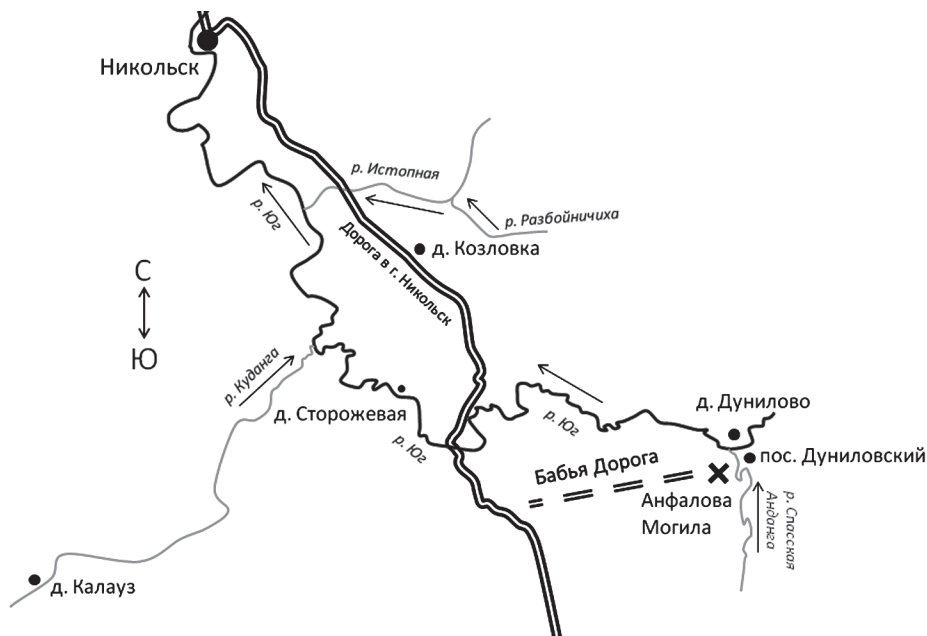 Никольск
р. Истопная
р. Разбойничиха
р. Юг
д. Козловка
Дорога в г. Никольск
С
Ю
р. Куданга
д. Сторожевая
р. Юг
р. Юг
д. Дунилово
пос. Дуниловский
Бабья Дорога
Анфалова
Могила
р. Спасская
Анданга
д. Калауз